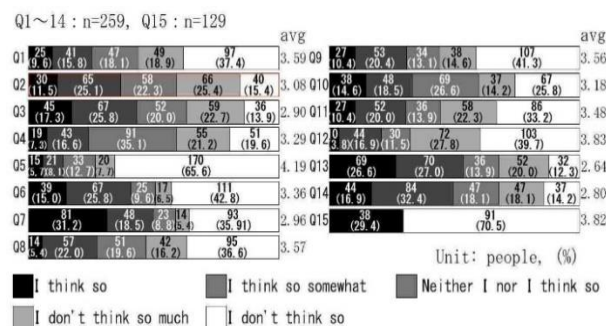 Q1～14 : n=259, Q15 : n=129
avg
avg
Q1 25 (9.6) 41 (15.8) 47 (18.1) 49 (18.9) 97 (37.4) 3.59
Q2 30 (11.5) 65 (25.1) 58 (22.3) 66 (25.4) 40 (15.4) 3.08
Q3 45 (17.3) 67 (25.8) 52 (20.0) 59 (22.7) 36 (13.9) 2.90
Q4 19 (7.3) 43 (16.6) 91 (35.1) 55 (21.2) 51 (19.6) 3.29
Q5 15 (5.7) 21 (8.1) 33 (12.7) 20 (7.7) 170 (65.6) 4.19
Q6 39 (15.0) 67 (25.8) 25 (9.6) 17 (6.5) 111 (42.8) 3.36
Q7 81 (31.2) 48 (18.5) 23 (8.8) 14 (5.4) 93 (35.91) 2.96
Q8 14 (5.4) 57 (22.0) 51 (19.6) 42 (16.2) 95 (36.6) 3.57
Q9 27 (10.4) 53 (20.4) 34 (13.1) 38 (14.6) 107 (41.3) 3.56
Q10 38 (14.6) 48 (18.5) 69 (26.6) 37 (14.2) 67 (25.8) 3.18
Q11 27 (10.4) 52 (20.0) 36 (13.9) 58 (22.3) 86 (33.2) 3.48
Q12 (3.8) 44 (16.9) 30 (11.5) 72 (27.8) 103 (39.7) 3.83
Q13 69 (26.6) 70 (27.0) 36 (13.9) 52 (20.0) 32 (12.3) 2.64
Q14 44 (16.9) 84 (32.4) 47 (18.1) 47 (18.1) 37 (14.2) 2.80
Q15 38 (29.4) 91 (70.5) 3.82
Unit: people, (%)
I think so
I think so somewhat
Neither I nor I think so
I don't think so much
I don't think so